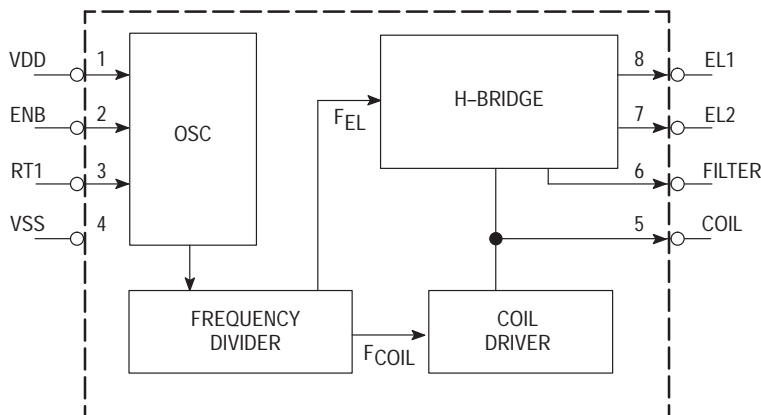 VDD 1
ENB 2
RT1 3
VSS 4
OSC
FEL
H–BRIDGE
8 EL1
7 EL2
6 FILTER
5 COIL
FREQUENCY
DIVIDER
FCOIL
COIL
DRIVER